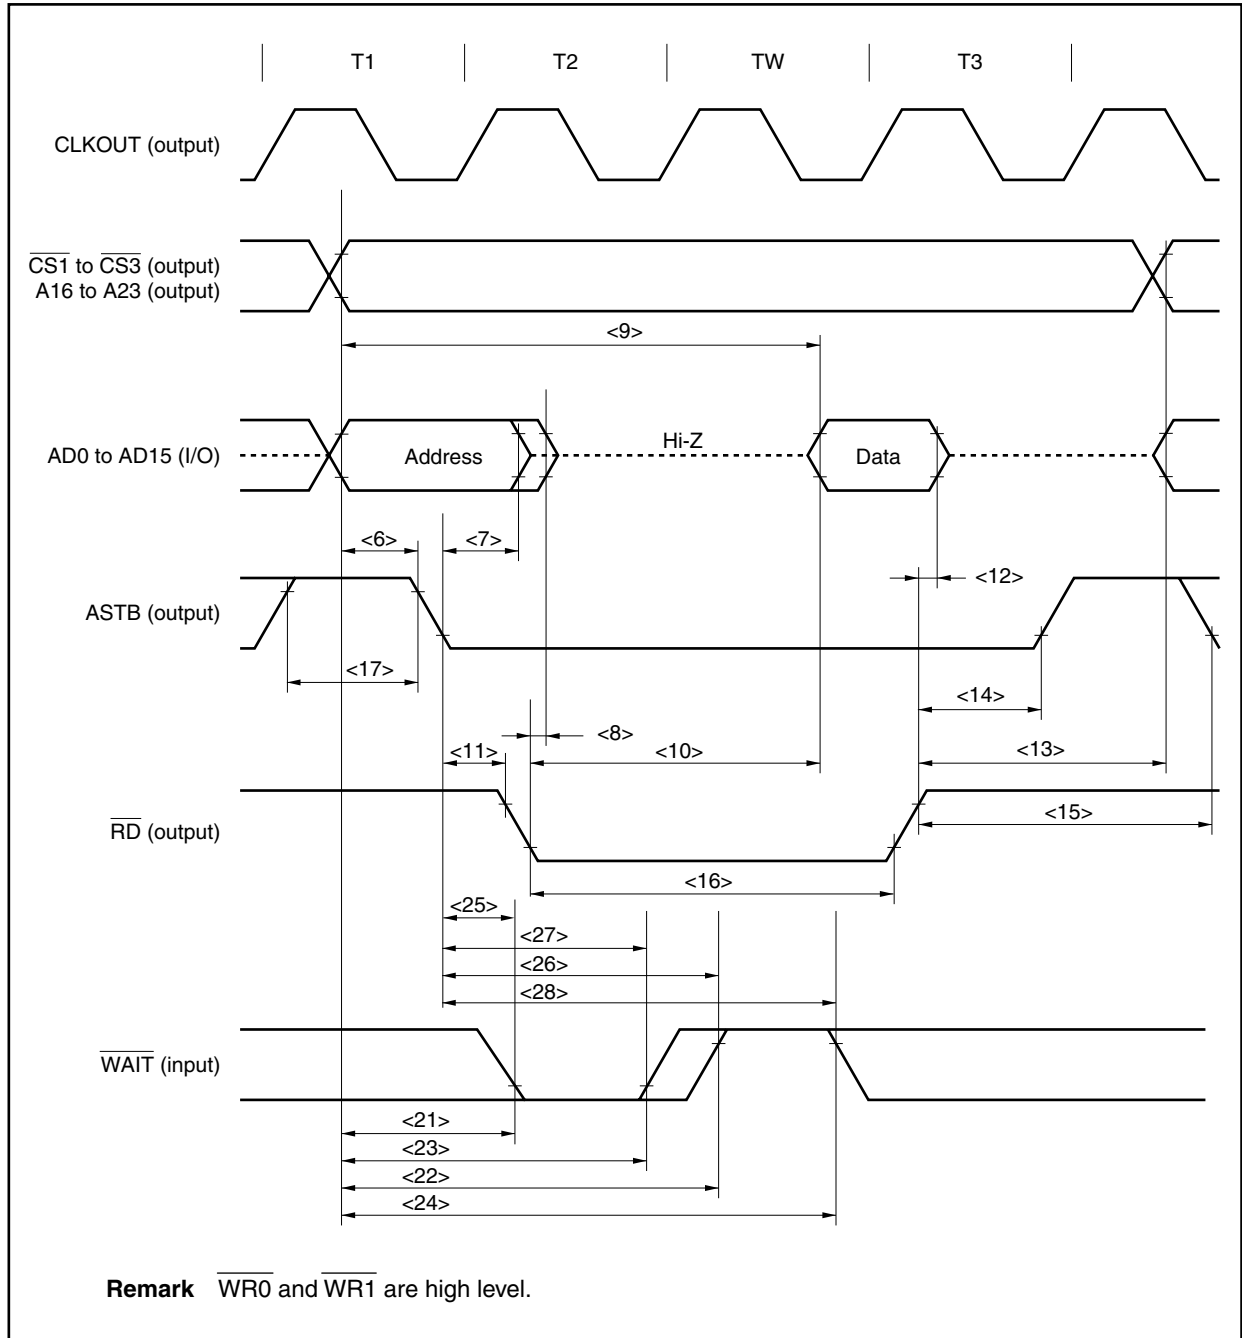 T1 T2 TW T3
CLKOUT (output)
CS1 to CS3 (output)
A16 to A23 (output)
<9>
AD0 to AD15 (I/O)
Address
Hi-Z
Data
<6> <7>
<12>
ASTB (output)
<17>
<14>
<8>
<11> <10> <13>
<15>
RD (output)
<16>
<25>
<27>
<26>
<28>
WAIT (input)
<21>
<23>
<22>
<24>
Remark WR0 and WR1 are high level.